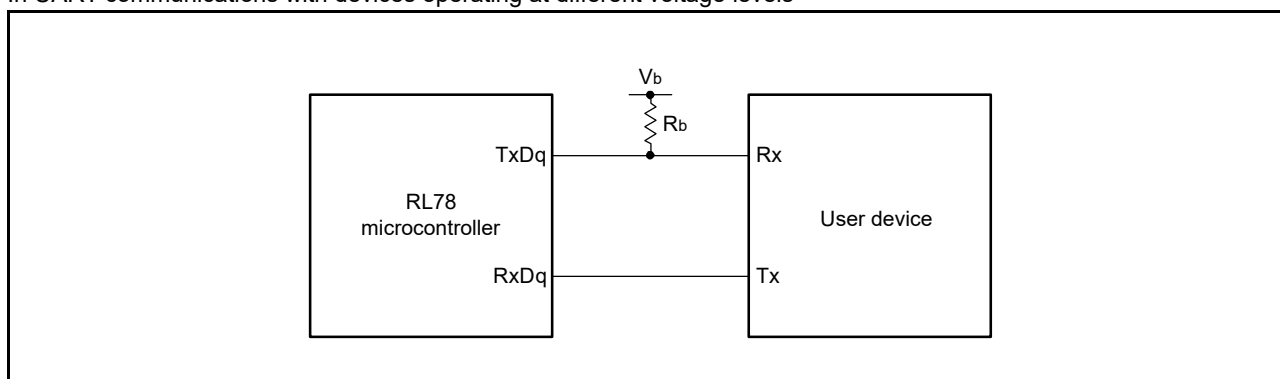 in UART communications with devices operating at different voltage levels
Vb
Rb
TxDq
Rx
RL78
microcontroller
User device
RxDq
Tx